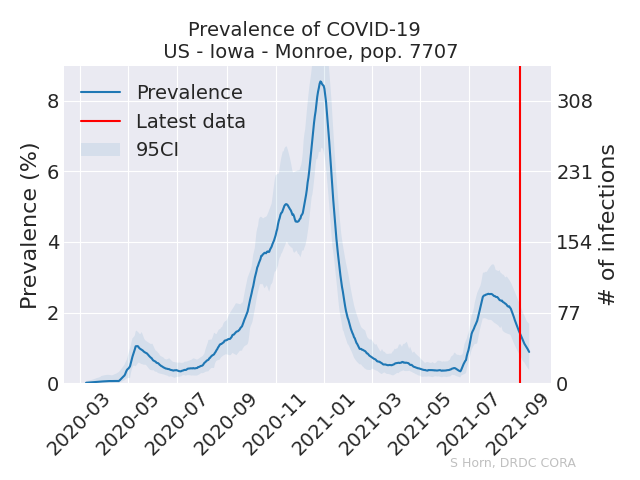 Prevalence of COVID-19
US - Iowa - Monroe, pop. 7707
Prevalence
Latest data
95CI
Prevalence (%)
8
6
4
2
0
308
231
154
77
0
# of infections
2020-03
2020-05
2020-07
2020-09
2020-11
2021-01
2021-03
2021-05
2021-07
2021-09
S Horn, DRDC CORA